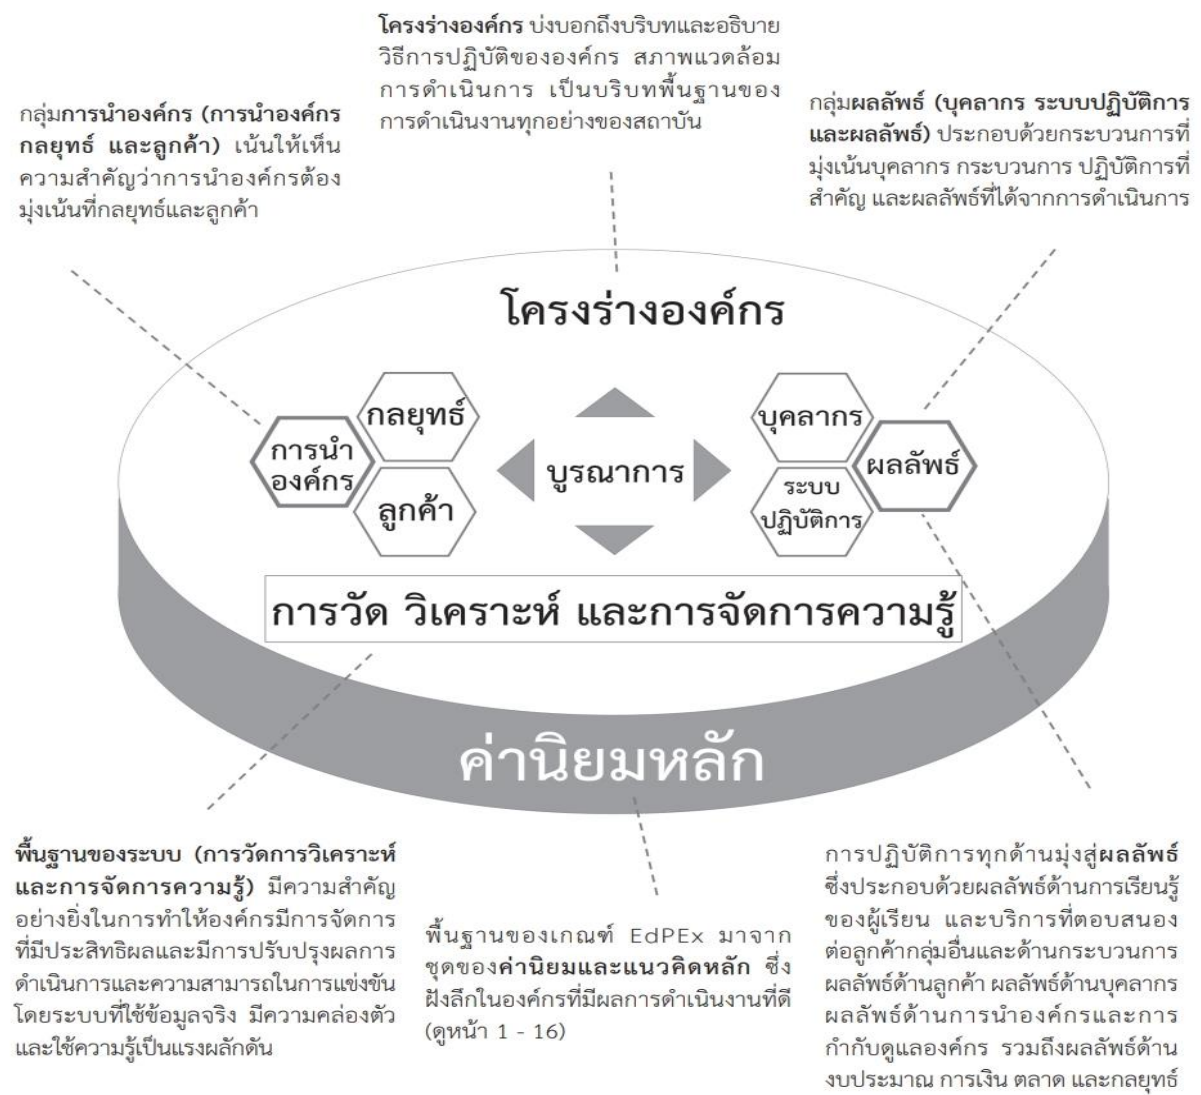 โครงร่างองค์กร บ่งบอกถึงบริบทและอธิบาย
วิธีการปฏิบัติขององค์กร สภาพแวดล้อม
การดำเนินการ เป็นบริบทพื้นฐานของ
การดำเนินงานทุกอย่างของสถาบัน
กลุ่มการนำองค์กร (การนำองค์กร
กลยุทธ์ และลูกค้า) เน้นให้เห็น
ความสำคัญว่าการนำองค์กรต้อง
มุ่งเน้นที่กลยุทธ์และลูกค้า
กลุ่มผลลัพธ์ (บุคลากร ระบบปฏิบัติการ
และผลลัพธ์) ประกอบด้วยกระบวนการที่
มุ่งเน้นบุคลากร กระบวนการ ปฏิบัติการที่
สำคัญ และผลลัพธ์ที่ได้จากการดำเนินการ
โครงร่างองค์กร
การนำ
องค์กร
กลยุทธ์
ลูกค้า
บูรณาการ
บุคลากร
ระบบ
ปฏิบัติการ
ผลลัพธ์
การวัด วิเคราะห์ และการจัดการความรู้
ค่านิยมหลัก
พื้นฐานของระบบ (การวัดการวิเคราะห์
และการจัดการความรู้) มีความสำคัญ
อย่างยิ่งในการทำให้องค์กรมีการจัดการ
ที่มีประสิทธิผลและมีการปรับปรุงผลการ
ดำเนินการและความสามารถในการแข่งขัน
โดยระบบที่ใช้ข้อมูลจริง มีความคล่องตัว
และใช้ความรู้เป็นแรงผลักดัน
พื้นฐานของเกณฑ์ EdPEx มาจาก
ชุดของค่านิยมและแนวคิดหลัก ซึ่ง
ฝังลึกในองค์กรที่มีผลการดำเนินงานที่ดี
(ดูหน้า 1 - 16)
การปฏิบัติการทุกด้านมุ่งสู่ผลลัพธ์
ซึ่งประกอบด้วยผลลัพธ์ด้านการเรียนรู้
ของผู้เรียน และบริการที่ตอบสนอง
ต่อลูกค้ากลุ่มอื่นและด้านกระบวนการ
ผลลัพธ์ด้านลูกค้า ผลลัพธ์ด้านบุคลากร
ผลลัพธ์ด้านการนำองค์กรและการ
กำกับดูแลองค์กร รวมถึงผลลัพธ์ด้าน
งบประมาณ การเงิน ตลาด และกลยุทธ์